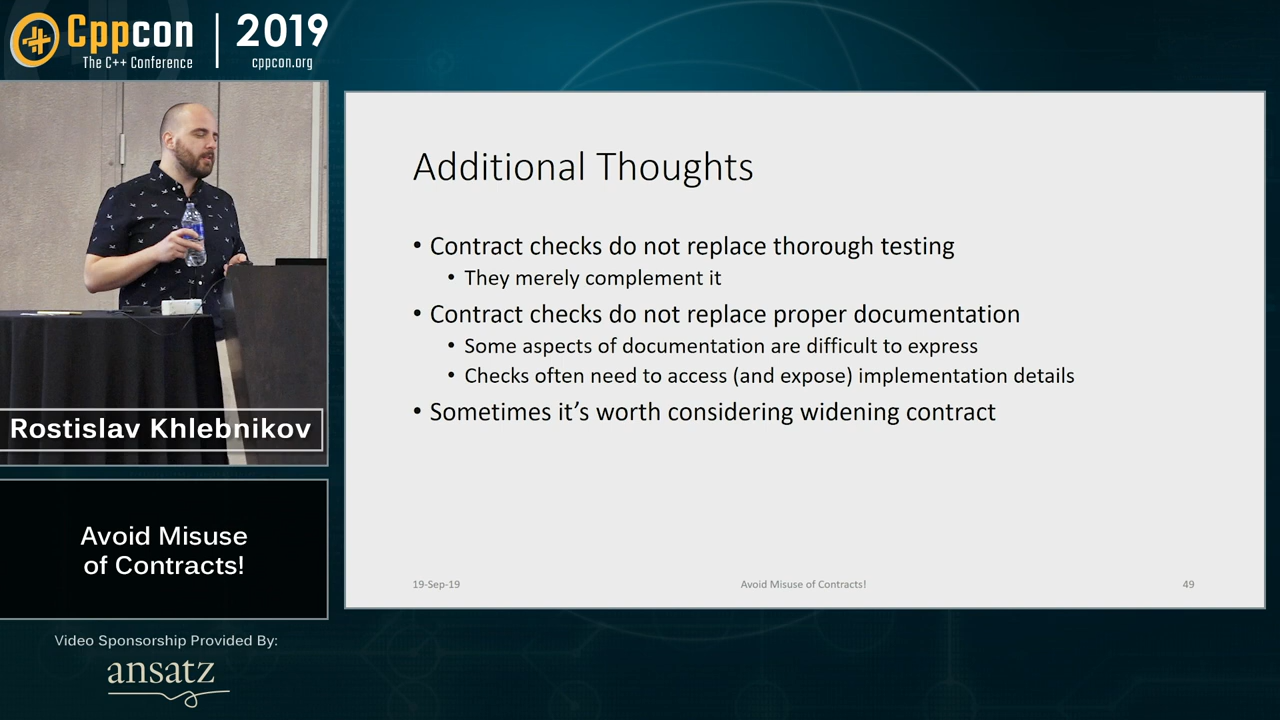 Cppcon | 2019
The C++ Conference cppcon.org
Rostislav Khlebnikov
Avoid Misuse
of Contracts!
Video Sponsorship Provided By:
ansatz
Additional Thoughts
• Contract checks do not replace thorough testing
• They merely complement it
• Contract checks do not replace proper documentation
• Some aspects of documentation are difficult to express
• Checks often need to access (and expose) implementation details
• Sometimes it’s worth considering widening contract
19-Sep-19 Avoid Misuse of Contracts! 49